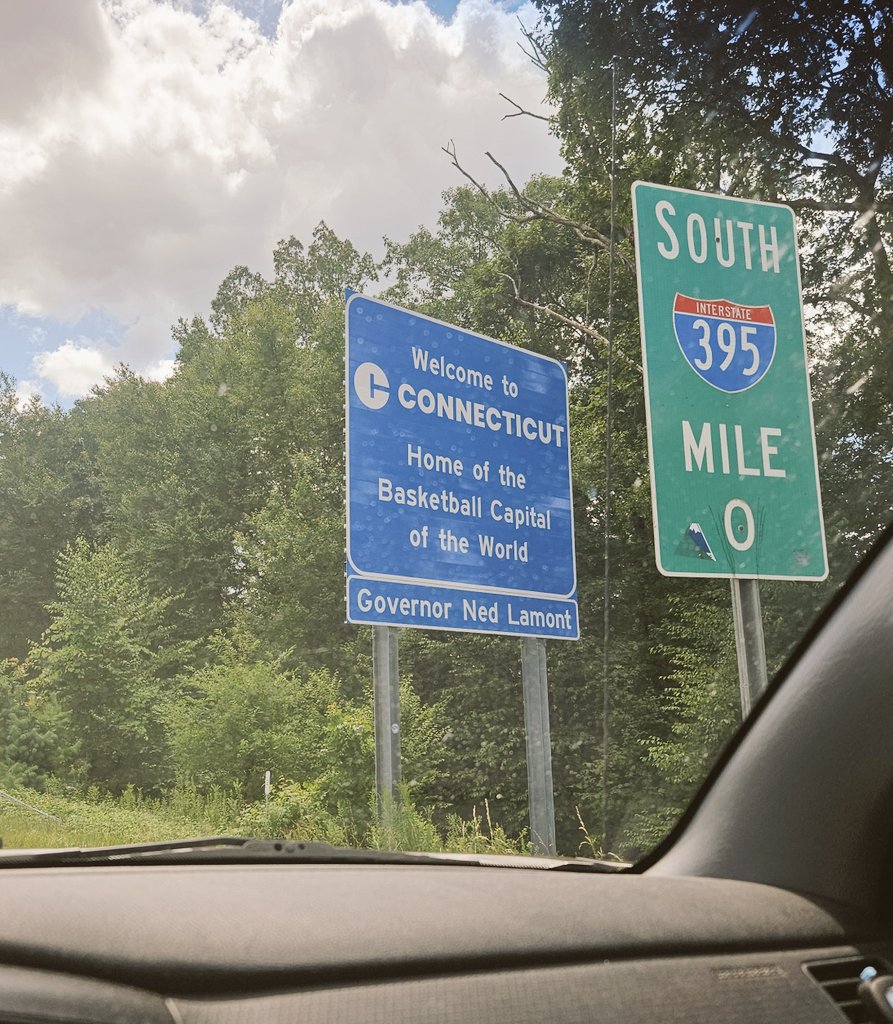 Welcome to
CONNECTICUT
Home of the
Basketball Capital
of the World
Governor Ned Lamont
SOUTH
INTERSTATE
395
MILE
0